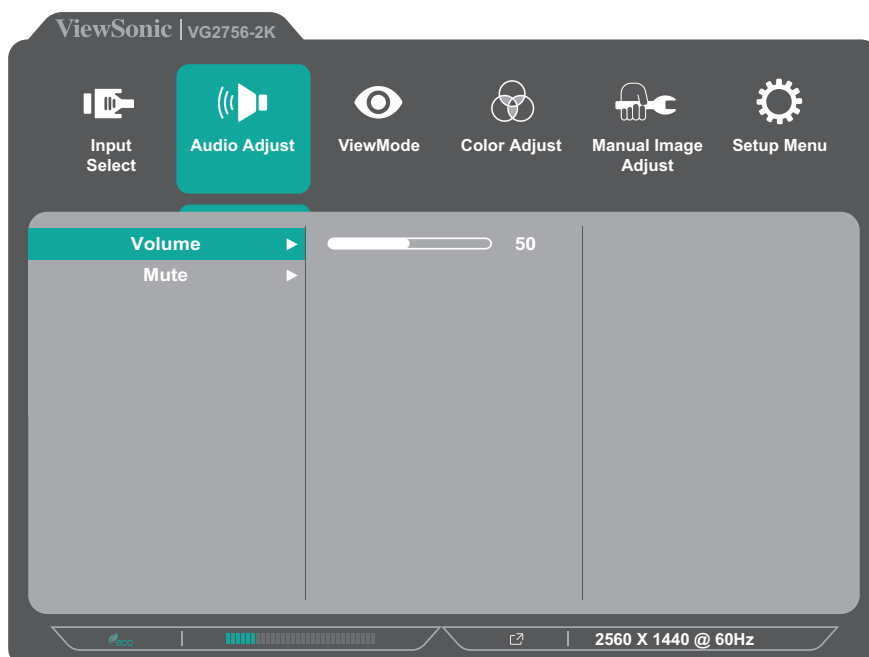 ViewSonic | VG2756-2K
Input Select
Audio Adjust
ViewMode
Color Adjust
Manual Image Adjust
Setup Menu
Volume
50
Mute
eco
2560 X 1440 @ 60Hz